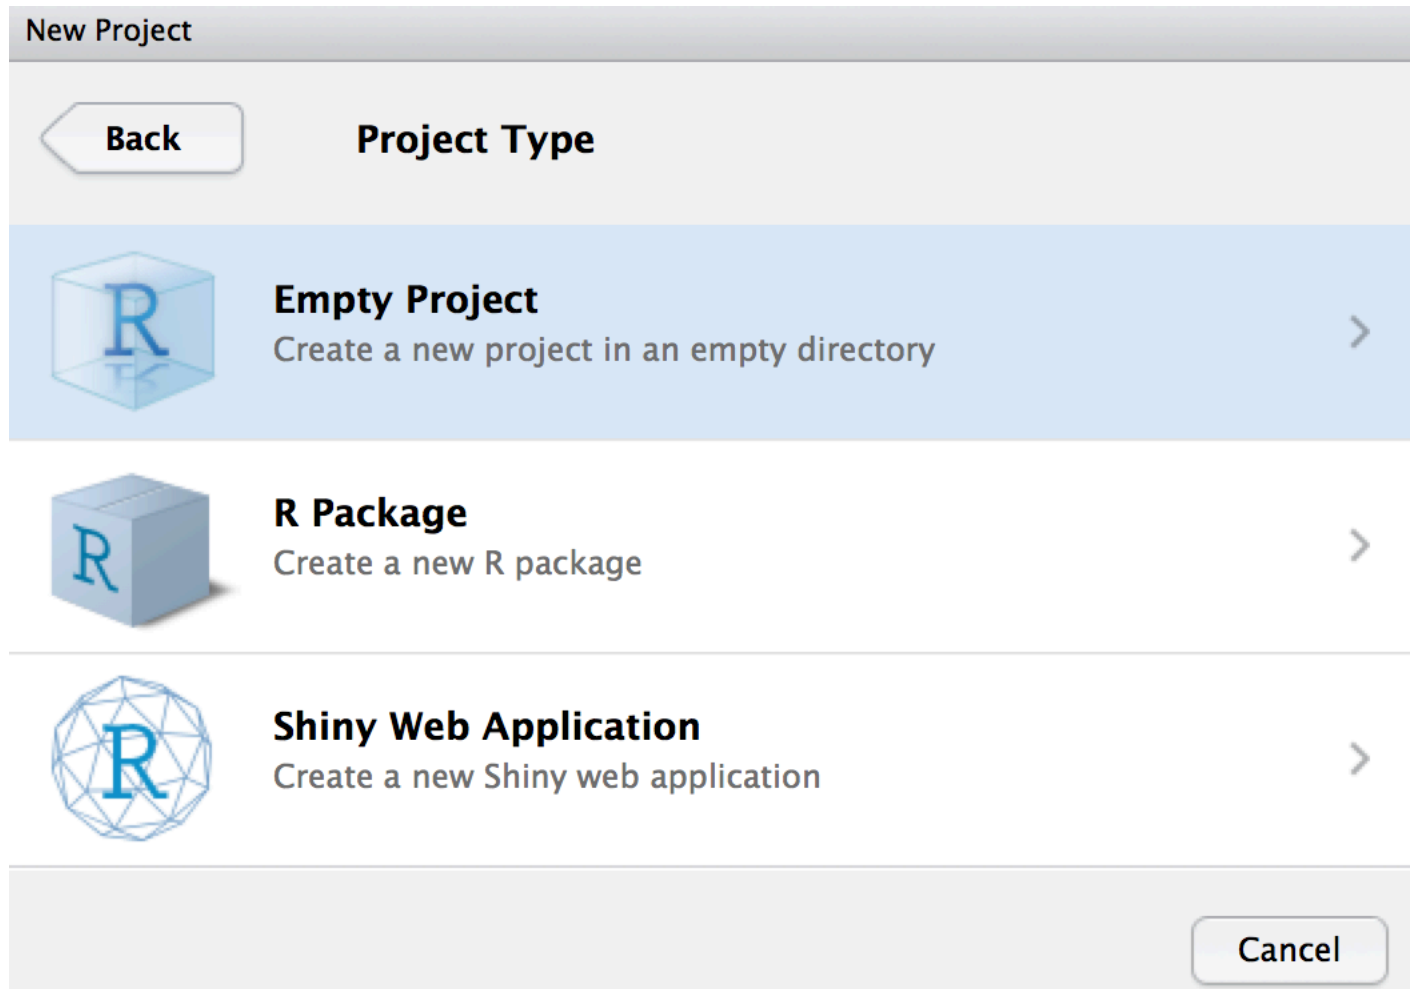 New Project
Back
Project Type
R
Empty Project
Create a new project in an empty directory
R
R Package
Create a new R package
R
Shiny Web Application
Create a new Shiny web application
Cancel